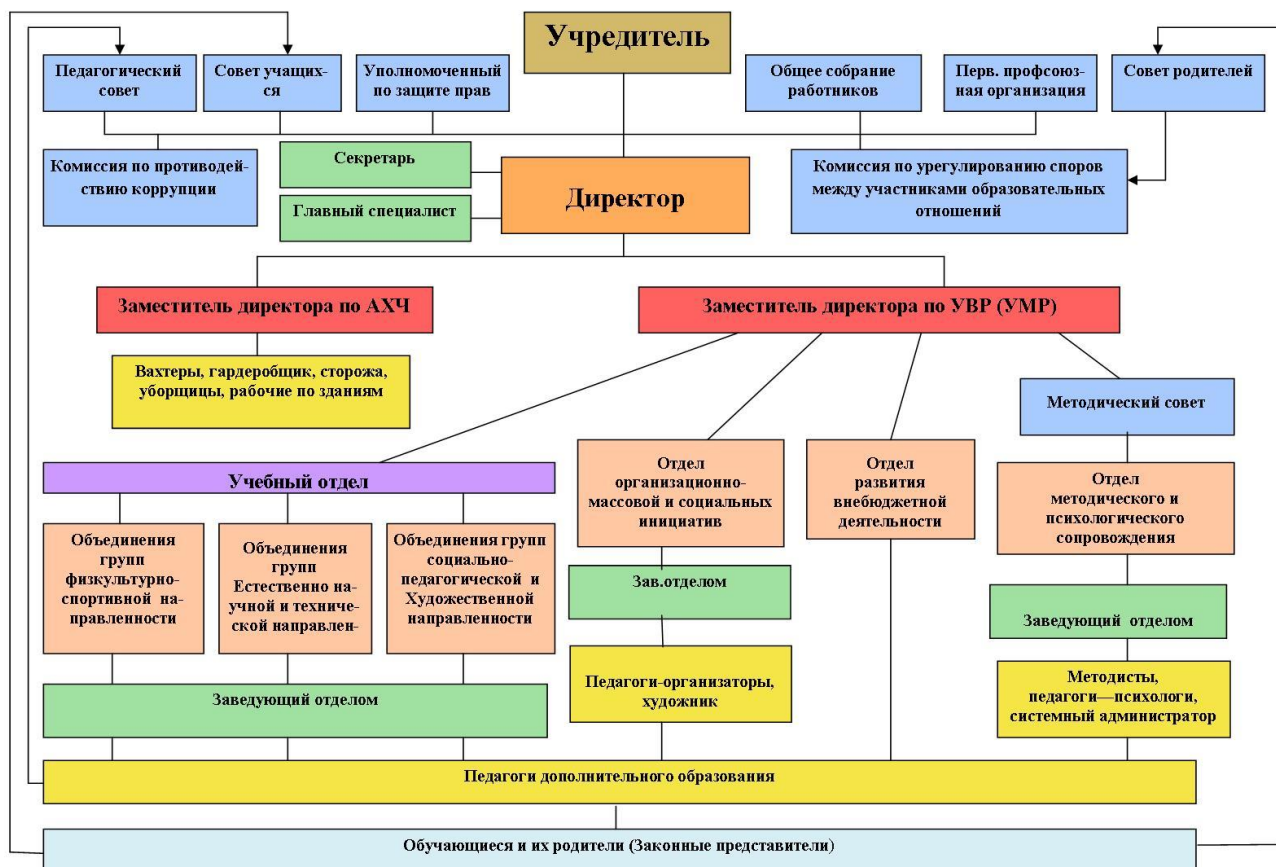 Учредитель
Педагогический
совет
Совет учащих-
ся
Уполномоченный
по защите прав
Общее собрание
работников
Перв. профсоюз-
ная организация
Совет родителей
Комиссия по противодей-
ствию коррупции
Секретарь
Главный специалист
Директор
Комиссия по урегулированию споров
между участниками образовательных
отношений
Заместитель директора по АХЧ
Заместитель директора по УВР (УМР)
Вахтеры, гардеробщик, сторожа,
уборщицы, рабочие по зданиям
Методический совет
Учебный отдел
Отдел
организационно-
массовой и социальных
инициатив
Отдел
развития
внебюджетной
деятельности
Отдел
методического и
психологического
сопровождения
Объединения
групп
физкультурно-
спортивной на-
правленности
Объединения
групп
Естественно на-
учной и техниче-
ской направлен-
Объединения групп
социально-
педагогической и
Художественной
направленности
Зав.отделом
Заведующий отделом
Педагоги-организаторы,
художник
Методисты,
педагоги—психологи,
системный администратор
Заведующий отделом
Педагоги дополнительного образования
Обучающиеся и их родители (Законные представители)